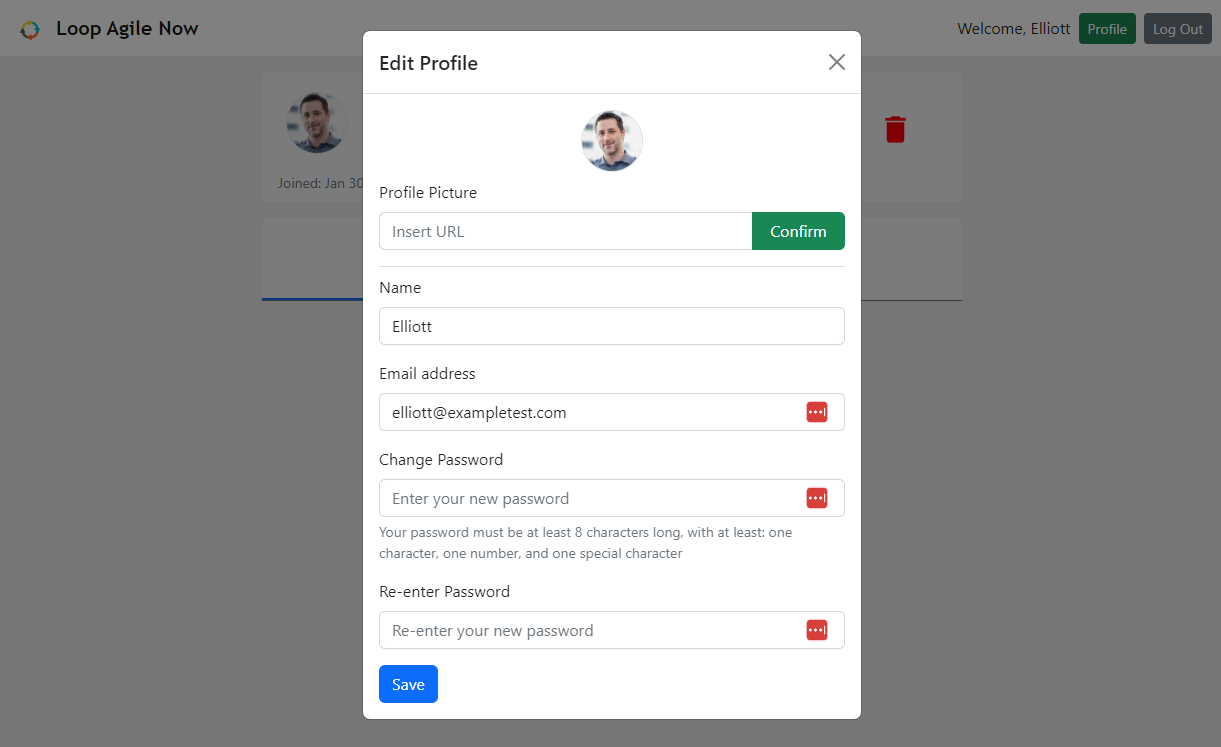 Loop Agile Now
Welcome, Elliott
Profile
Log Out
Edit Profile
Joined: Jan 30
Profile Picture
Insert URL
Confirm
Name
Elliott
Email address
elliott@exampletest.com
Change Password
Enter your new password
Your password must be at least 8 characters long, with at least: one
character, one number, and one special character
Re-enter Password
Re-enter your new password
Save